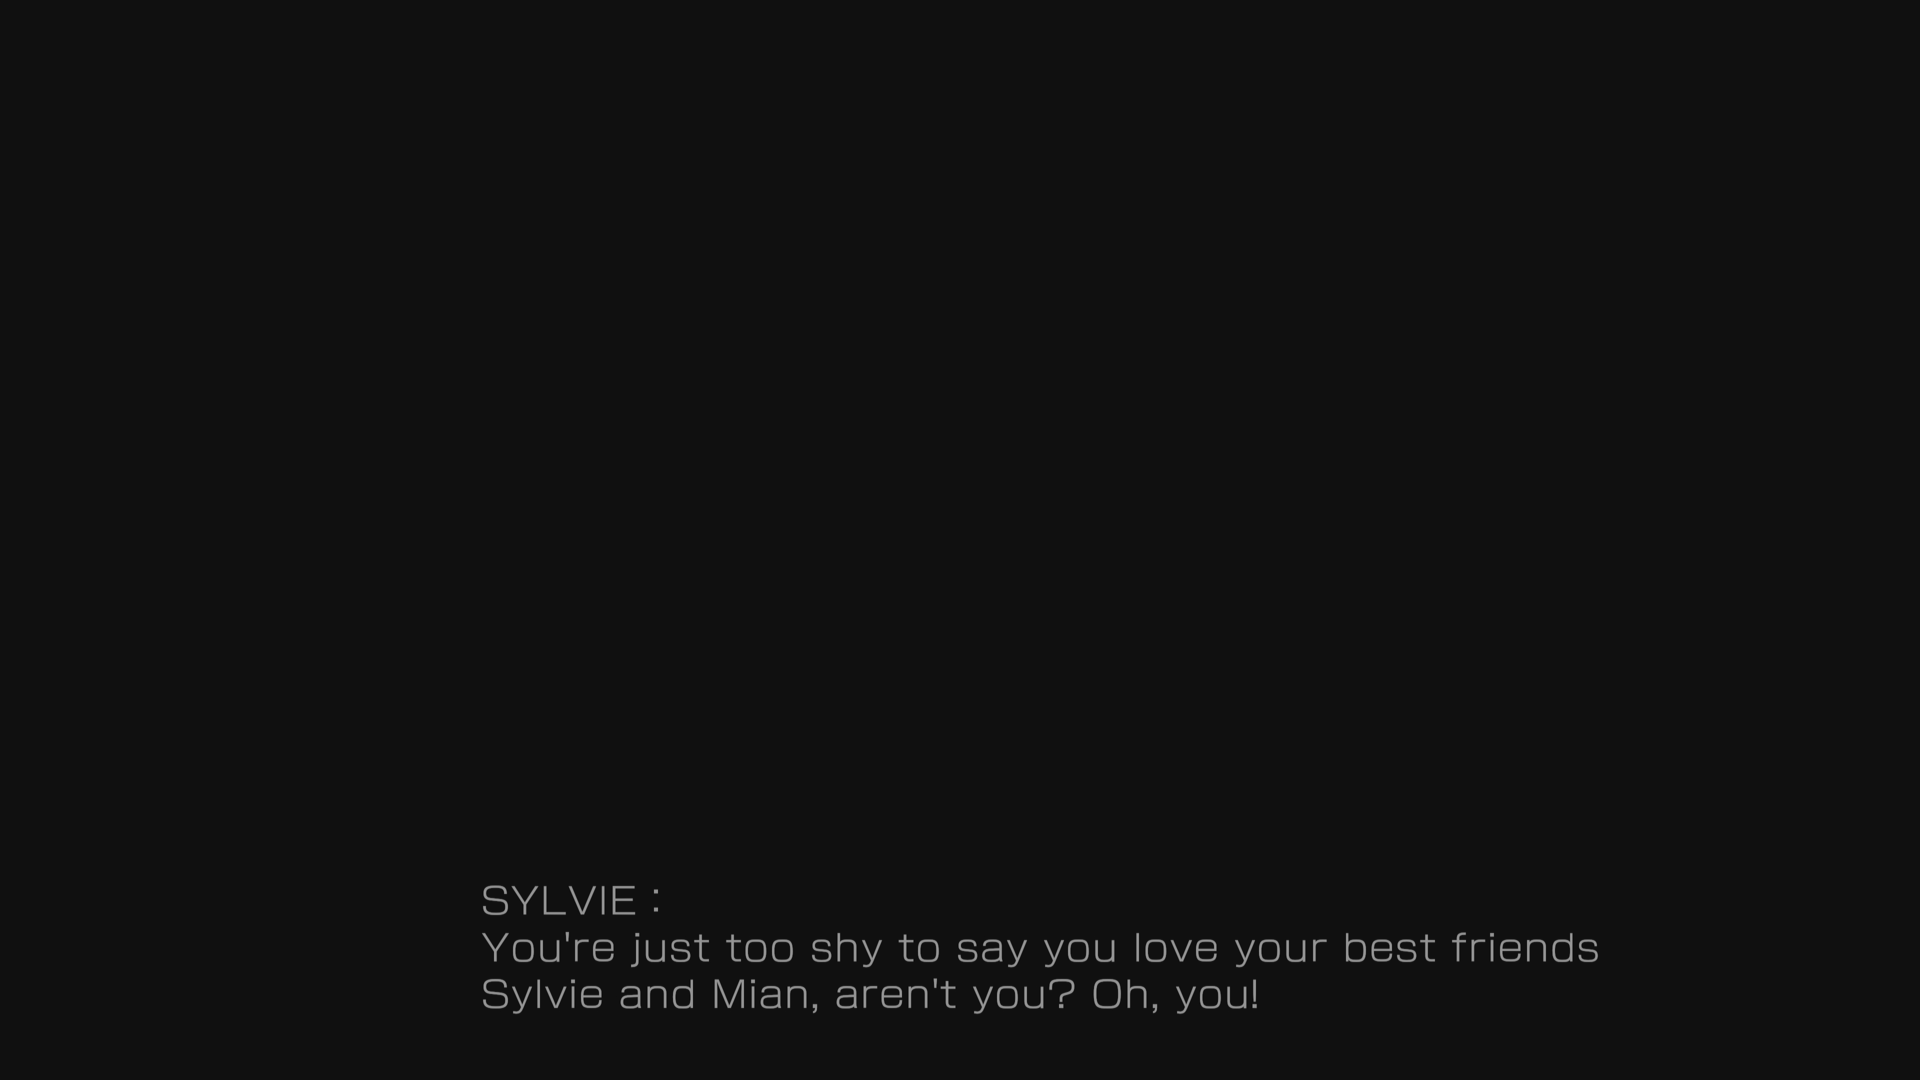 SYLVIE :
You're just too shy to say you love your best friends
Sylvie and Mian, aren't you? Oh, you!